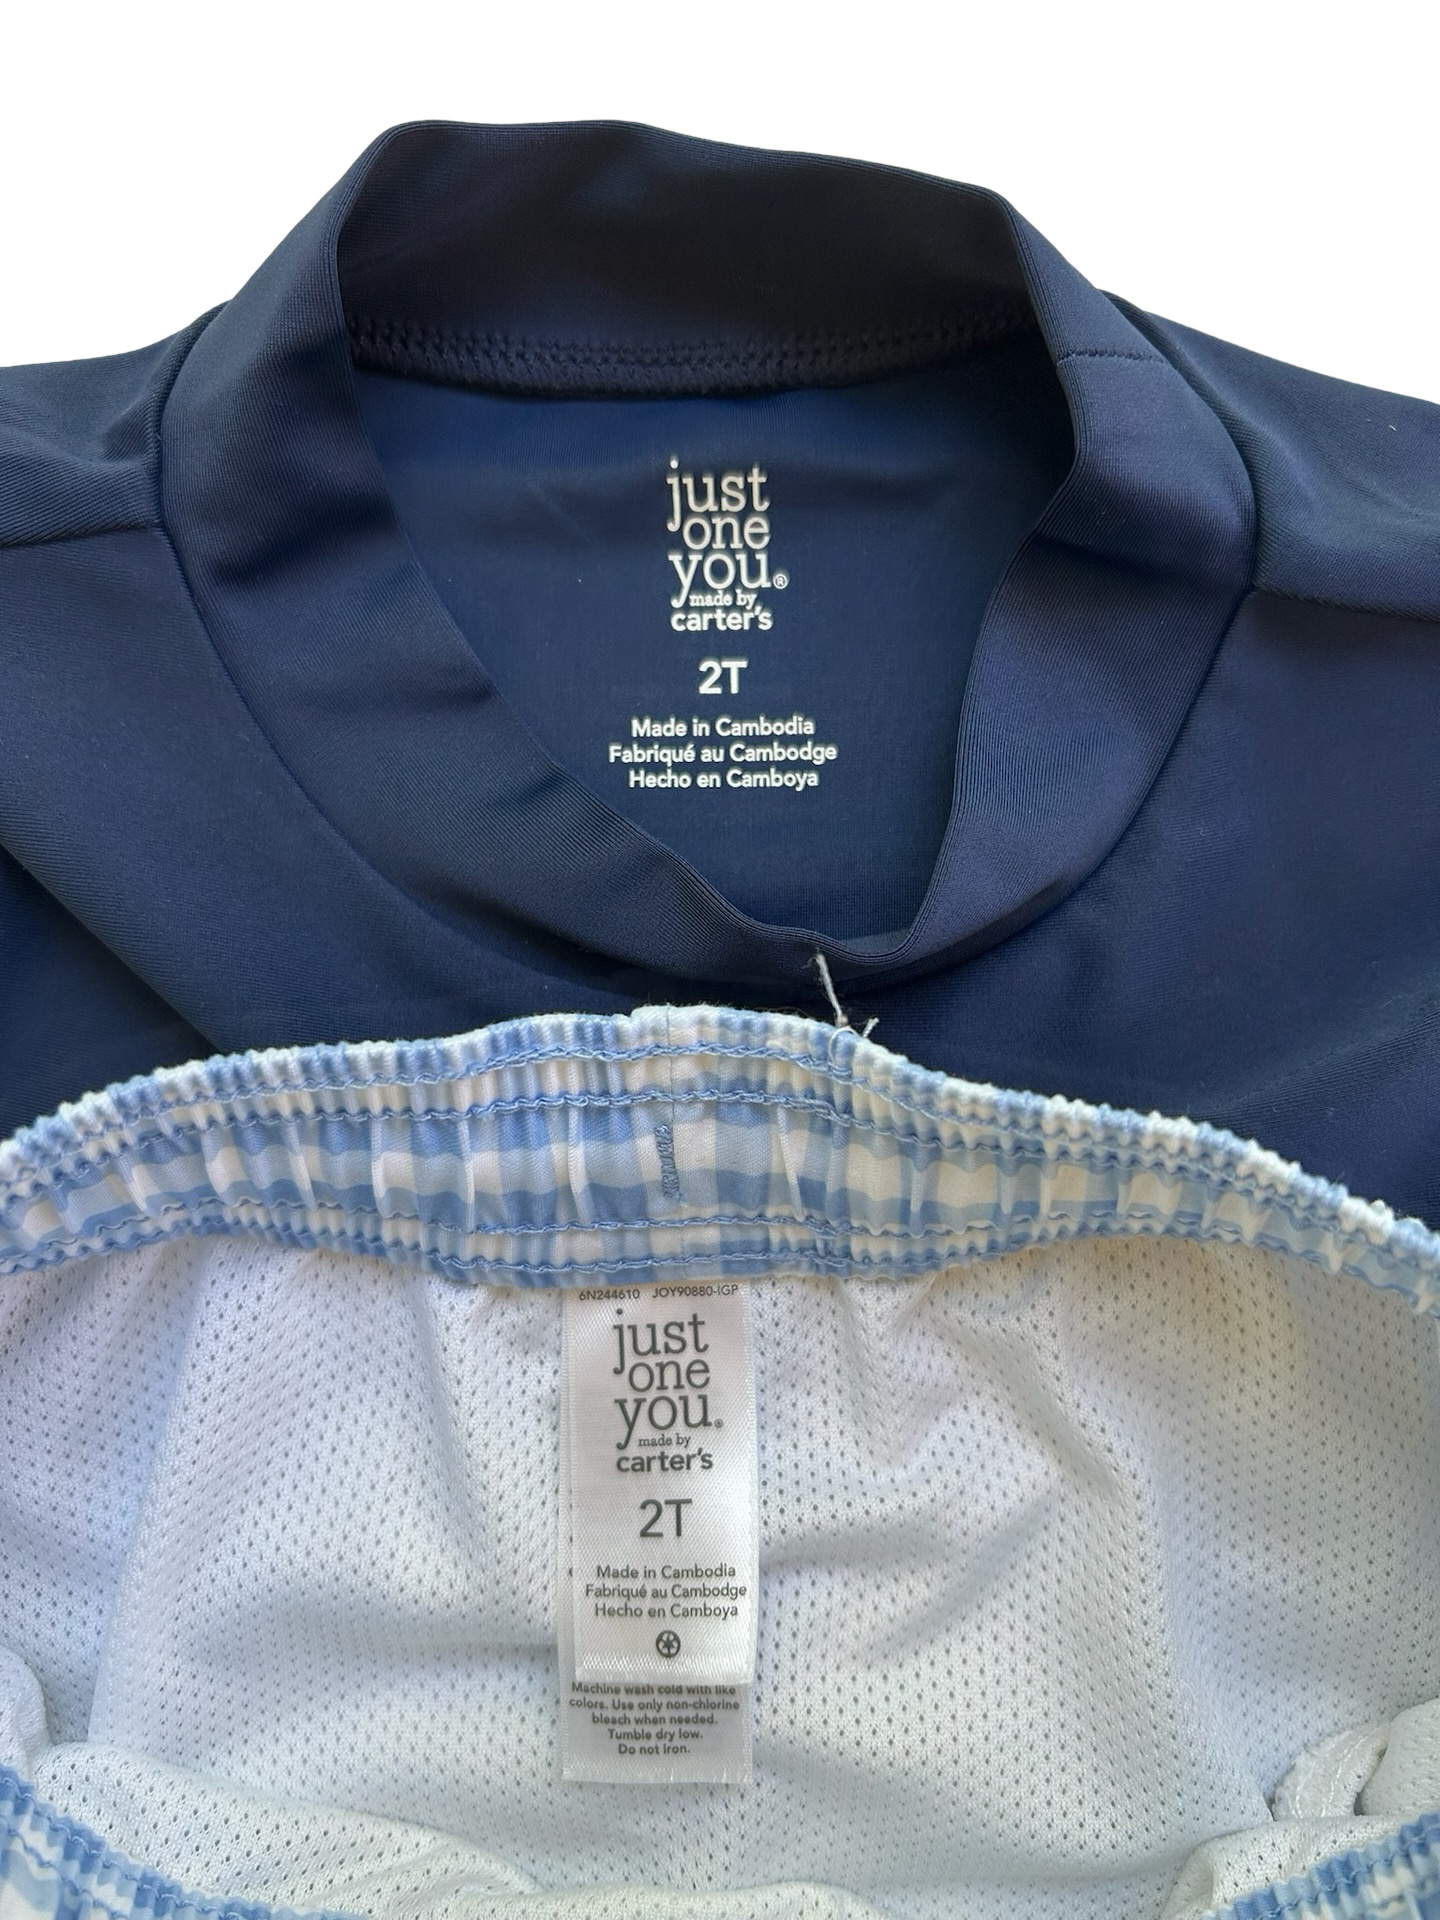 just
one
you®
made by
carter's
2T
Made in Cambodia
Fabriqué au Cambodge
Hecho en Camboya
6N244610 JOY90880-IGP
just
one
you®
made by
carter's
2T
Made in Cambodia
Fabriqué au Cambodge
Hecho en Camboya
Machine wash cold with like
colors. Use only non-chlorine
bleach when needed.
Tumble dry low.
Do not iron.